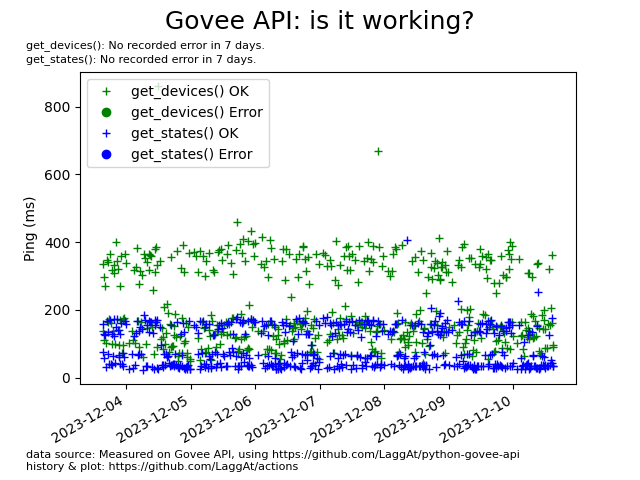 Govee API: is it working?
get_devices(): No recorded error in 7 days.
get_states(): No recorded error in 7 days.
get_devices() OK
get_devices() Error
get_states() OK
get_states() Error
Ping (ms)
800
600
400
200
0
2023-12-04
2023-12-05
2023-12-06
2023-12-07
2023-12-08
2023-12-09
2023-12-10
data source: Measured on Govee API, using https://github.com/LaggAt/python-govee-api
history & plot: https://github.com/LaggAt/actions